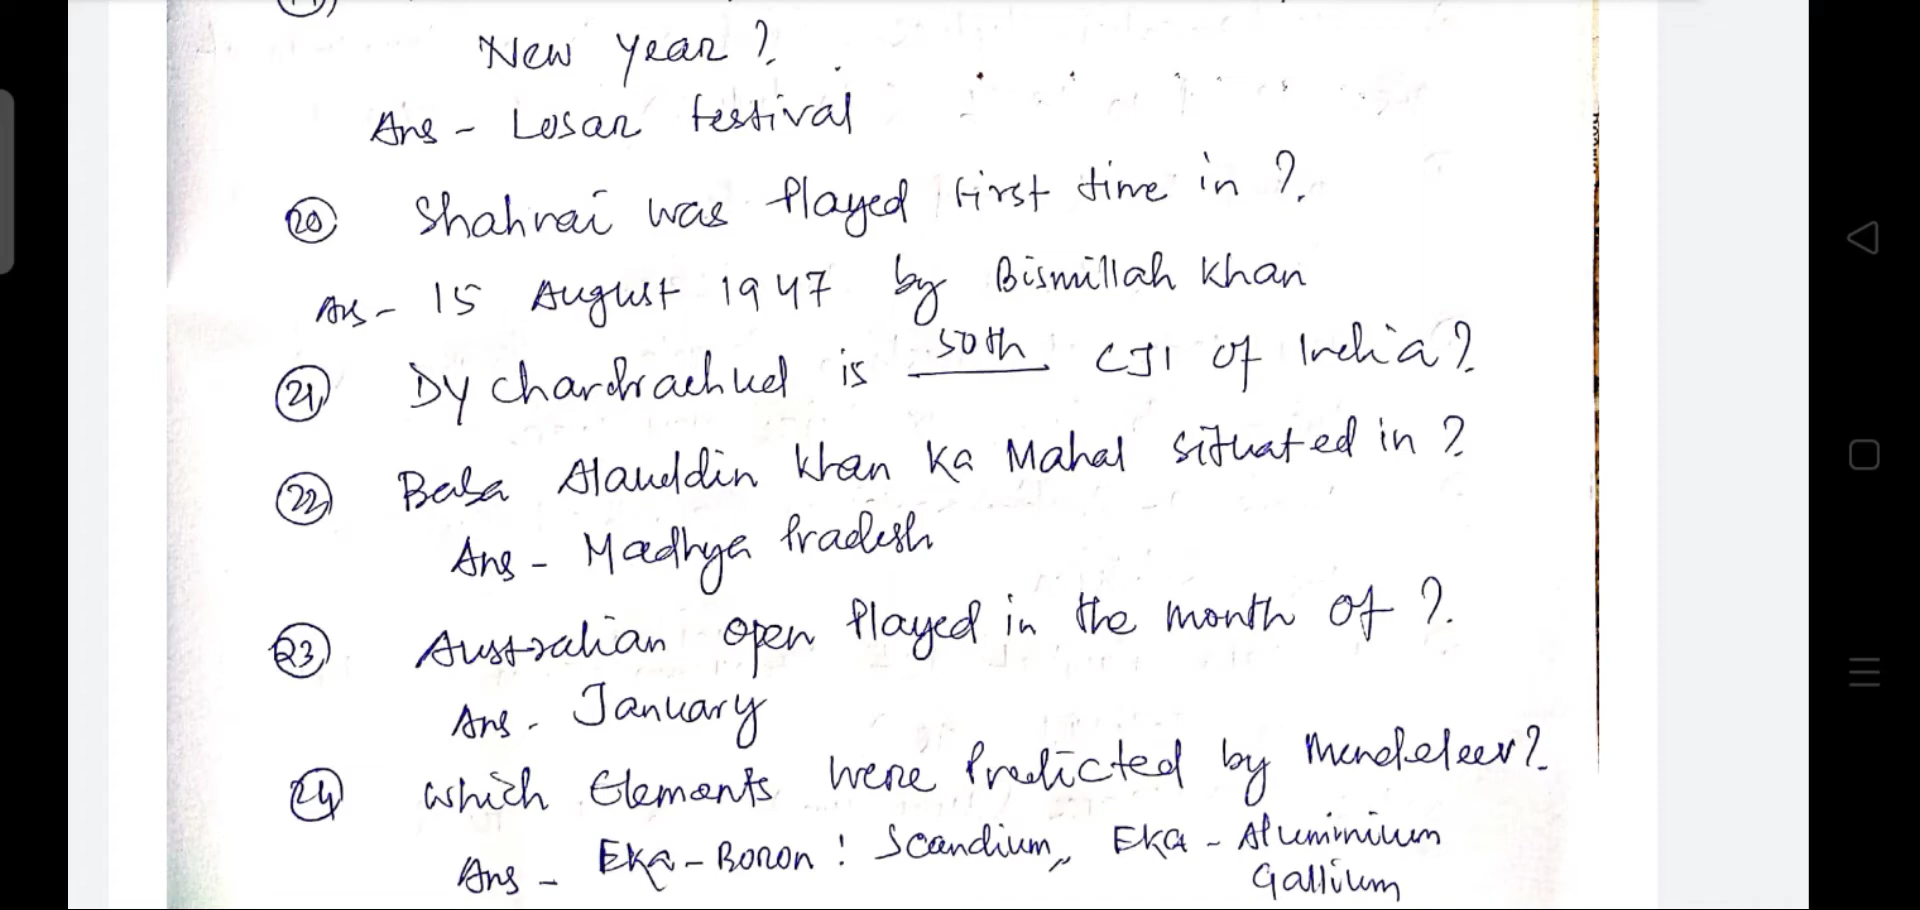 New Year?
Ans - Losar festival
20 Shahnai was Played first time in ?.
Ans - 15 August 1947 by Bismillah Khan
21 Dy Chandrachud is 50th CJI of India?
22 Baba Alauddin Khan Ka Mahal situated in ?
Ans - Madhya Pradesh
23 Australian open Played in the month of ?.
Ans - January
24 Which Elements were Predicted by Mendeleev?
Ans - Eka-Boron : Scandium, Eka - Aluminium
Gallium